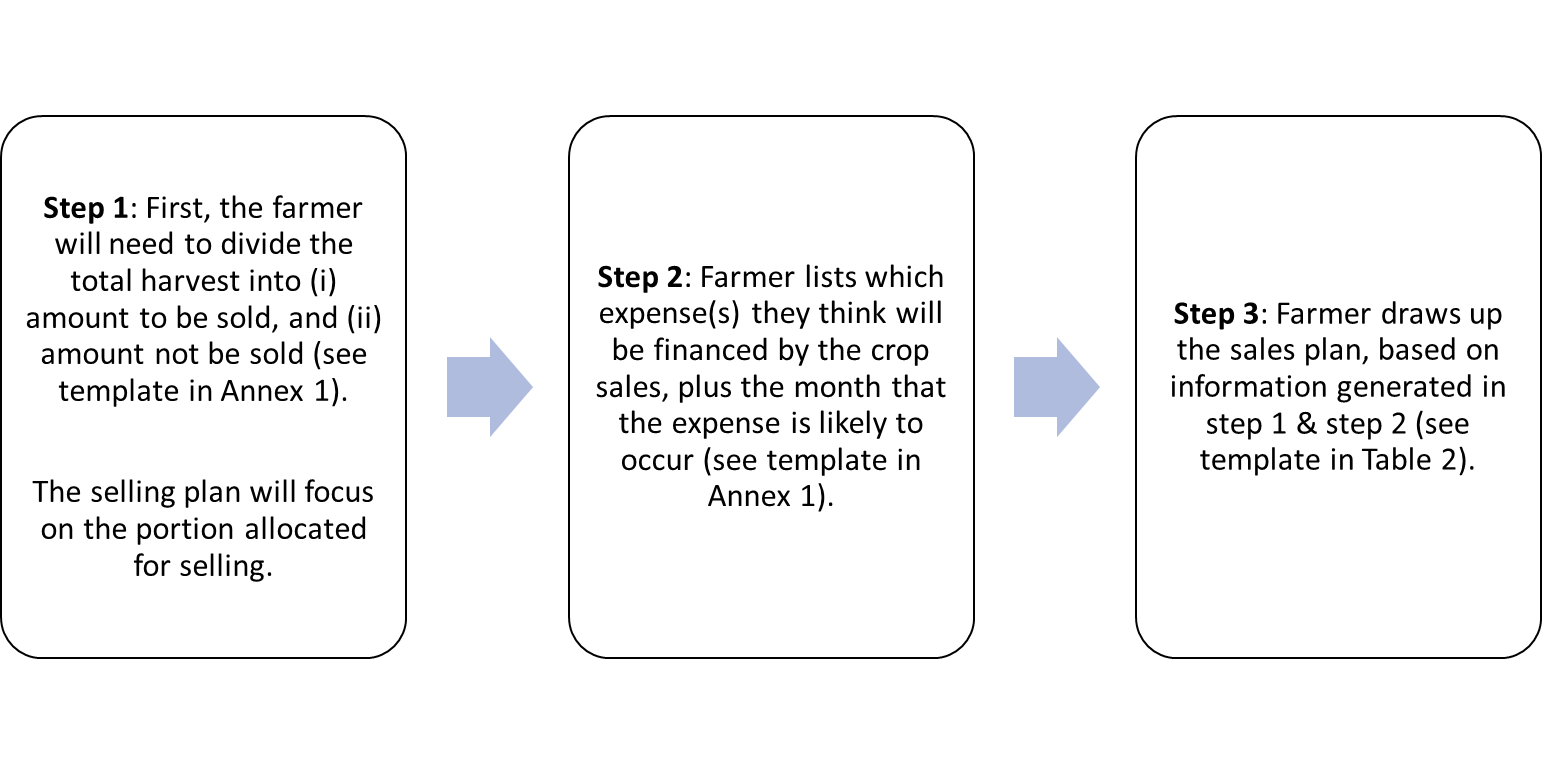 Step 1: First, the farmer
will need to divide the
total harvest into (i)
amount to be sold, and (ii)
amount not be sold (see
template in Annex 1).
The selling plan will focus
on the portion allocated
for selling.
Step 2: Farmer lists which
expense(s) they think will
be financed by the crop
sales, plus the month that
the expense is likely to
occur (see template in
Annex 1).
Step 3: Farmer draws up
the sales plan, based on
information generated in
step 1 & step 2 (see
template in Table 2).